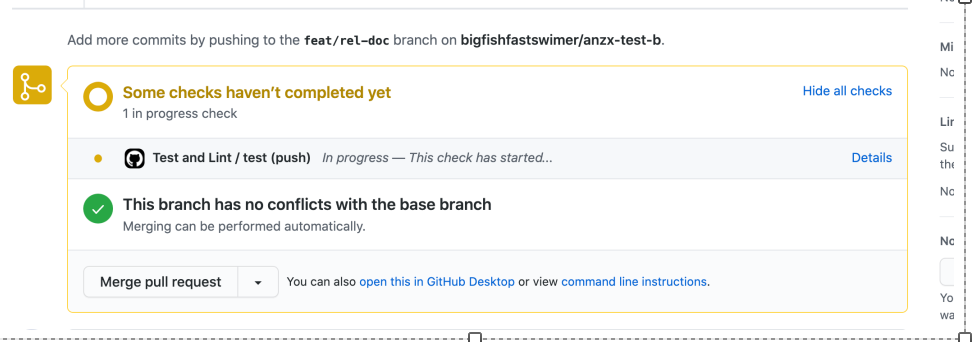 Add more commits by pushing to the feat/rel-doc branch on bigfishfastswimer/anzx-test-b.
Some checks haven’t completed yet
Hide all checks
1 in progress check
Test and Lint / test (push) In progress — This check has started...
Details
This branch has no conflicts with the base branch
Merging can be performed automatically.
Merge pull request
You can also open this in GitHub Desktop or view command line instructions.
Mi
No
Lin
Su
the
No
No
Yo
wa